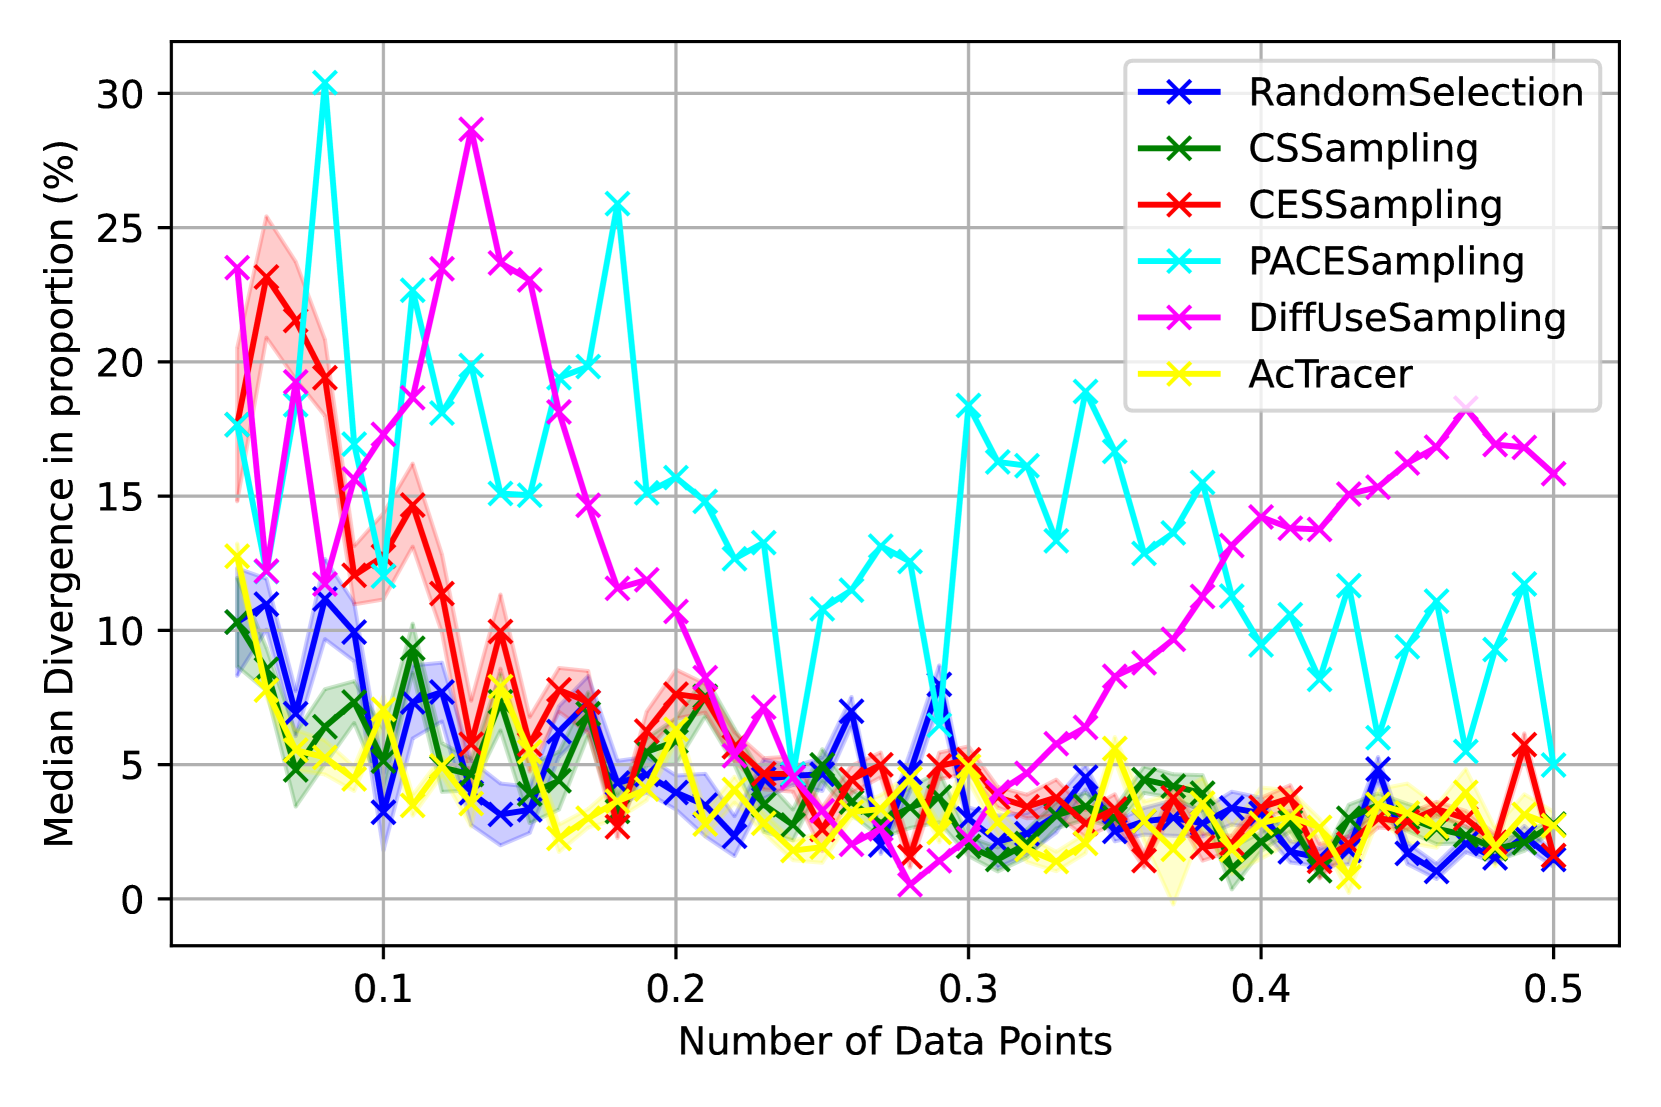 Median Divergence in proportion (%)
30
25
20
15
10
5
0
RandomSelection
CSSampling
CESSampling
PACESampling
DiffUseSampling
AcTracer
0.1 0.2 0.3 0.4 0.5
Number of Data Points